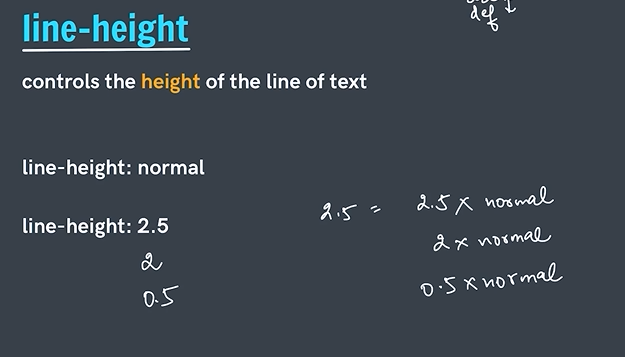 def ↓
line-height
controls the height of the line of text
line-height: normal
line-height: 2.5
2.5 = 2.5 x normal
2 2 x normal
0.5 0.5 x normal